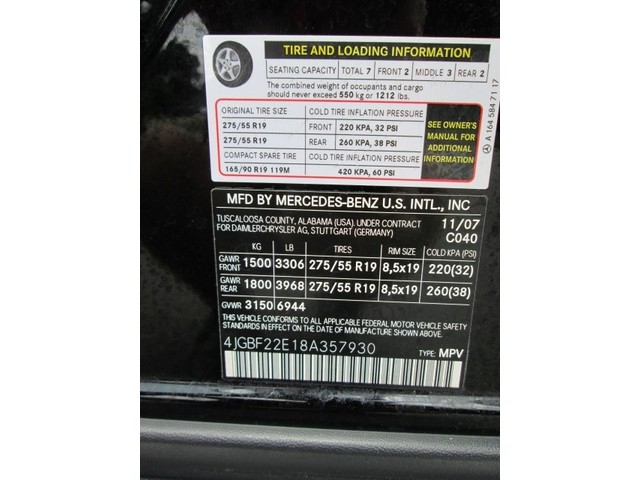 TIRE AND LOADING INFORMATION
SEATING CAPACITY TOTAL 7 FRONT 2 MIDDLE 3 REAR 2
The combined weight of occupants and cargo
should never exceed 550 kg or 1212 lbs.
ORIGINAL TIRE SIZE COLD TIRE INFLATION PRESSURE
275/55 R19 FRONT 220 KPA, 32 PSI
275/55 R19 REAR 260 KPA, 38 PSI
COMPACT SPARE TIRE COLD TIRE INFLATION PRESSURE
165/90 R19 119M 420 KPA, 60 PSI
SEE OWNER'S
MANUAL FOR
ADDITIONAL
INFORMATION
A 164 584 71 17
MFD BY MERCEDES-BENZ U.S. INTL., INC
TUSCALOOSA COUNTY, ALABAMA (USA). UNDER CONTRACT 11/07
FOR DAIMLERCHRYSLER AG, STUTTGART (GERMANY) C040
KG LB TIRES RIM SIZE COLD KPA (PSI)
GAWR FRONT 1500 3306 275/55 R19 8,5x19 220(32)
GAWR REAR 1800 3968 275/55 R19 8,5x19 260(38)
GVWR 3150 6944
THIS VEHICLE CONFORMS TO ALL APPLICABLE FEDERAL MOTOR VEHICLE SAFETY
STANDARDS IN EFFECT ON THE DATE OF MANUFACTURE SHOWN ABOVE.
4JGBF22E18A357930
TYPE: MPV